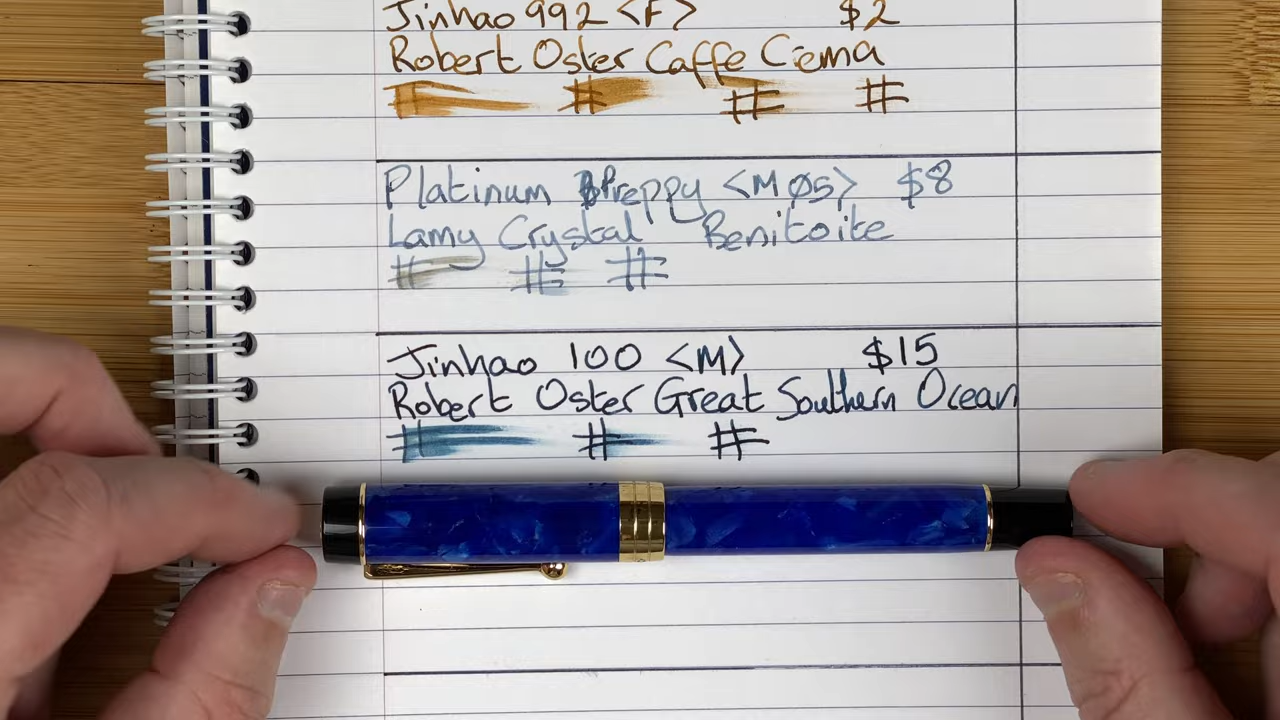 Jinhao 992 <F> $2
Robert Oster Caffe Crema
# # # #
Platinum Preppy <M 05> $8
Lamy Crystal Benitoite
# # #
Jinhao 100 <M> $15
Robert Oster Great Southern Ocean
# # #